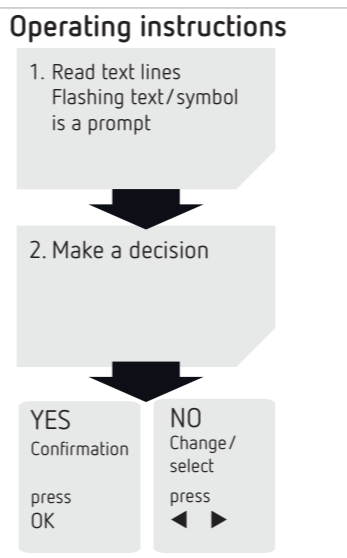 Operating instructions
1. Read text lines
Flashing text/symbol
is a prompt
2. Make a decision
YES
Confirmation
press
OK
NO
Change/
select
press
◀ ▶